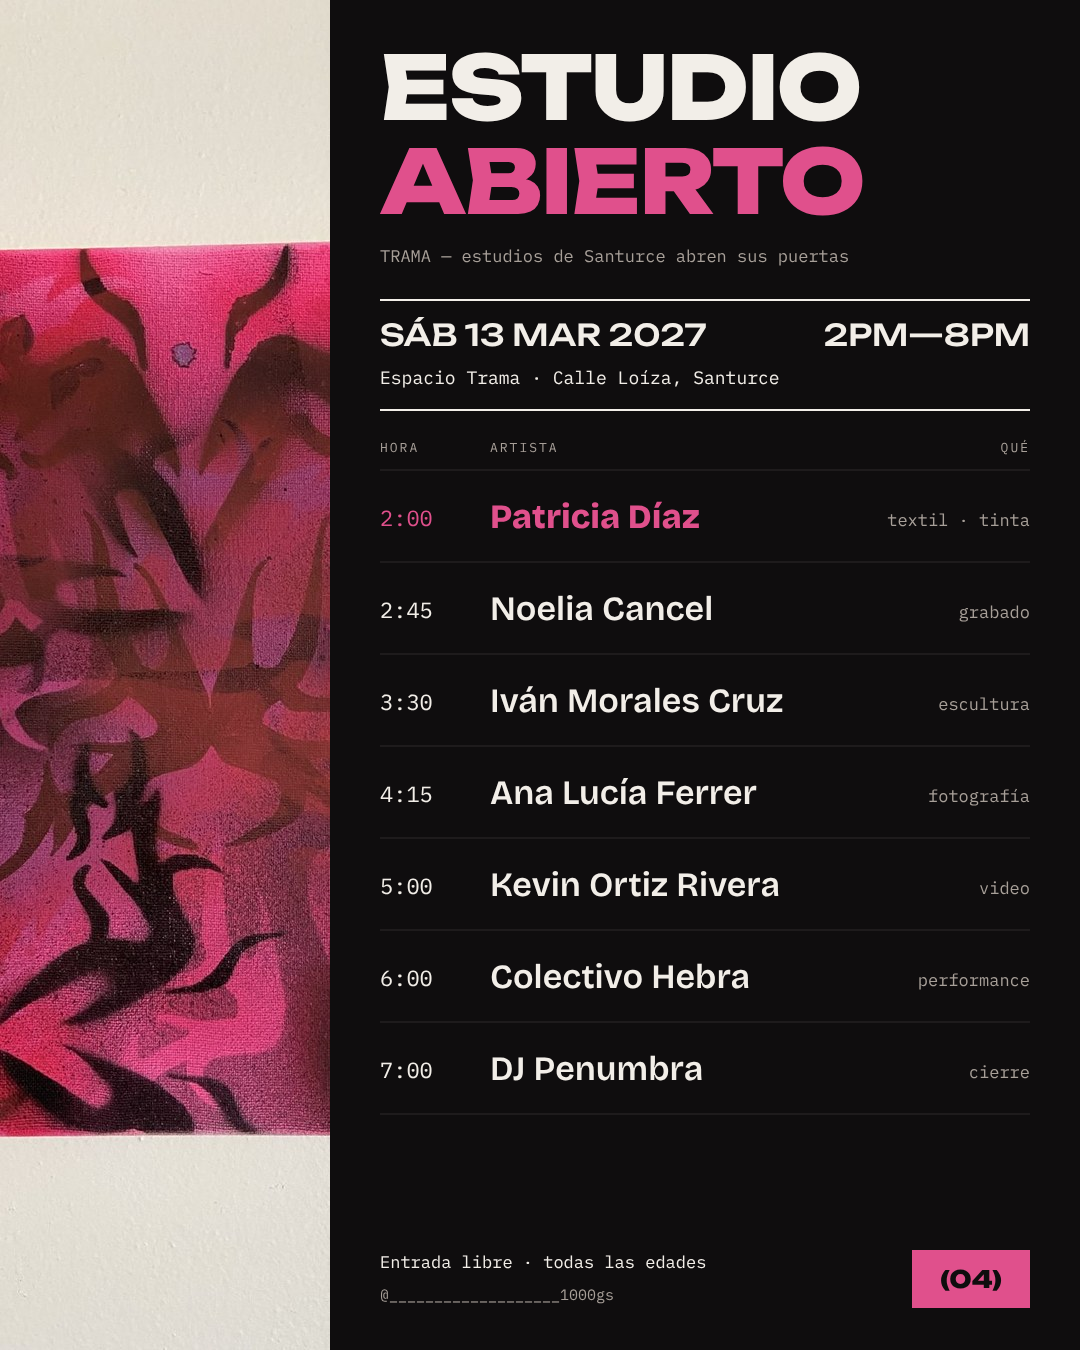 ESTUDIO
ABIERTO
TRAMA — estudios de Santurce abren sus puertas
SÁB 13 MAR 2027 2PM—8PM
Espacio Trama · Calle Loíza, Santurce
HORA ARTISTA QUÉ
2:00 Patricia Díaz textil · tinta
2:45 Noelia Cancel grabado
3:30 Iván Morales Cruz escultura
4:15 Ana Lucía Ferrer fotografía
5:00 Kevin Ortiz Rivera video
6:00 Colectivo Hebra performance
7:00 DJ Penumbra cierre
Entrada libre · todas las edades
@___________________1000gs
(04)